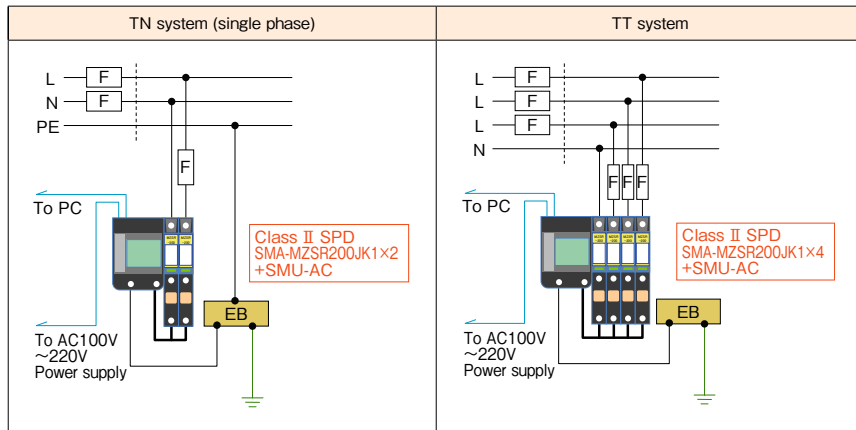 TN system (single phase)
TT system
L
F
N
F
PE
F
To PC
Class Ⅱ SPD
SMA-MZSR200JK1×2
+SMU-AC
EB
To AC100V
～220V
Power supply
L
F
L
F
L
F
N
F
F
F
To PC
Class Ⅱ SPD
SMA-MZSR200JK1×4
+SMU-AC
EB
To AC100V
～220V
Power supply